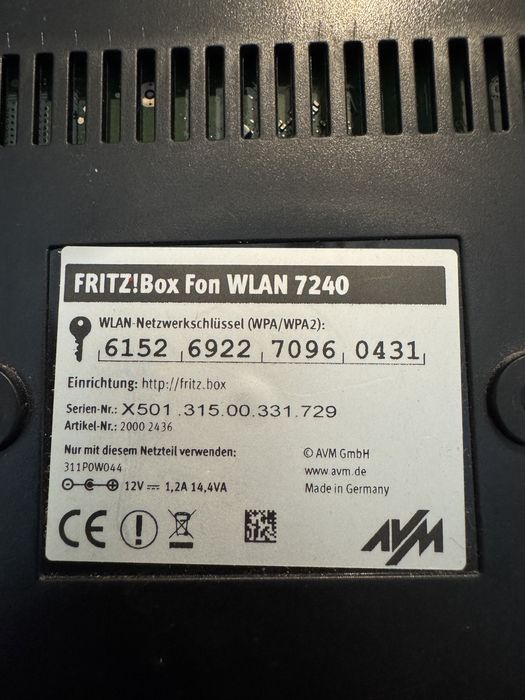 FRITZ!Box Fon WLAN 7240
WLAN-Netzwerkschlüssel (WPA/WPA2):
6152 6922 7096 0431
Einrichtung: http://fritz.box
Serien-Nr.: X501.315.00.331.729
Artikel-Nr.: 2000 2436
Nur mit diesem Netzteil verwenden:
311P0W044
12V 1,2A 14,4VA
© AVM GmbH
www.avm.de
Made in Germany
CE
AVM